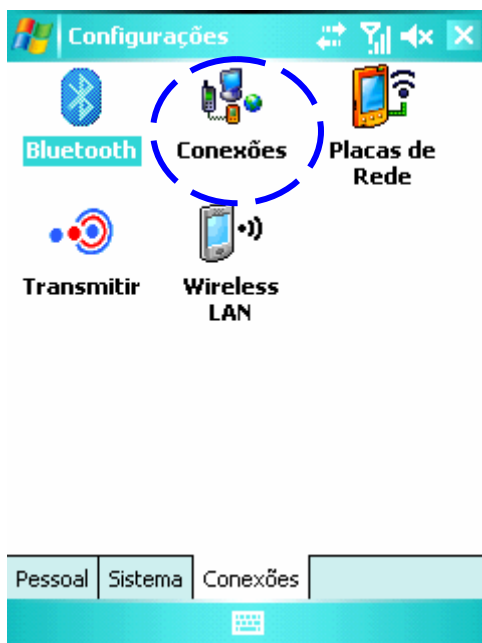 Configurações
Bluetooth
Conexões
Placas de
Rede
Transmitir
Wireless
LAN
Pessoal Sistema Conexões